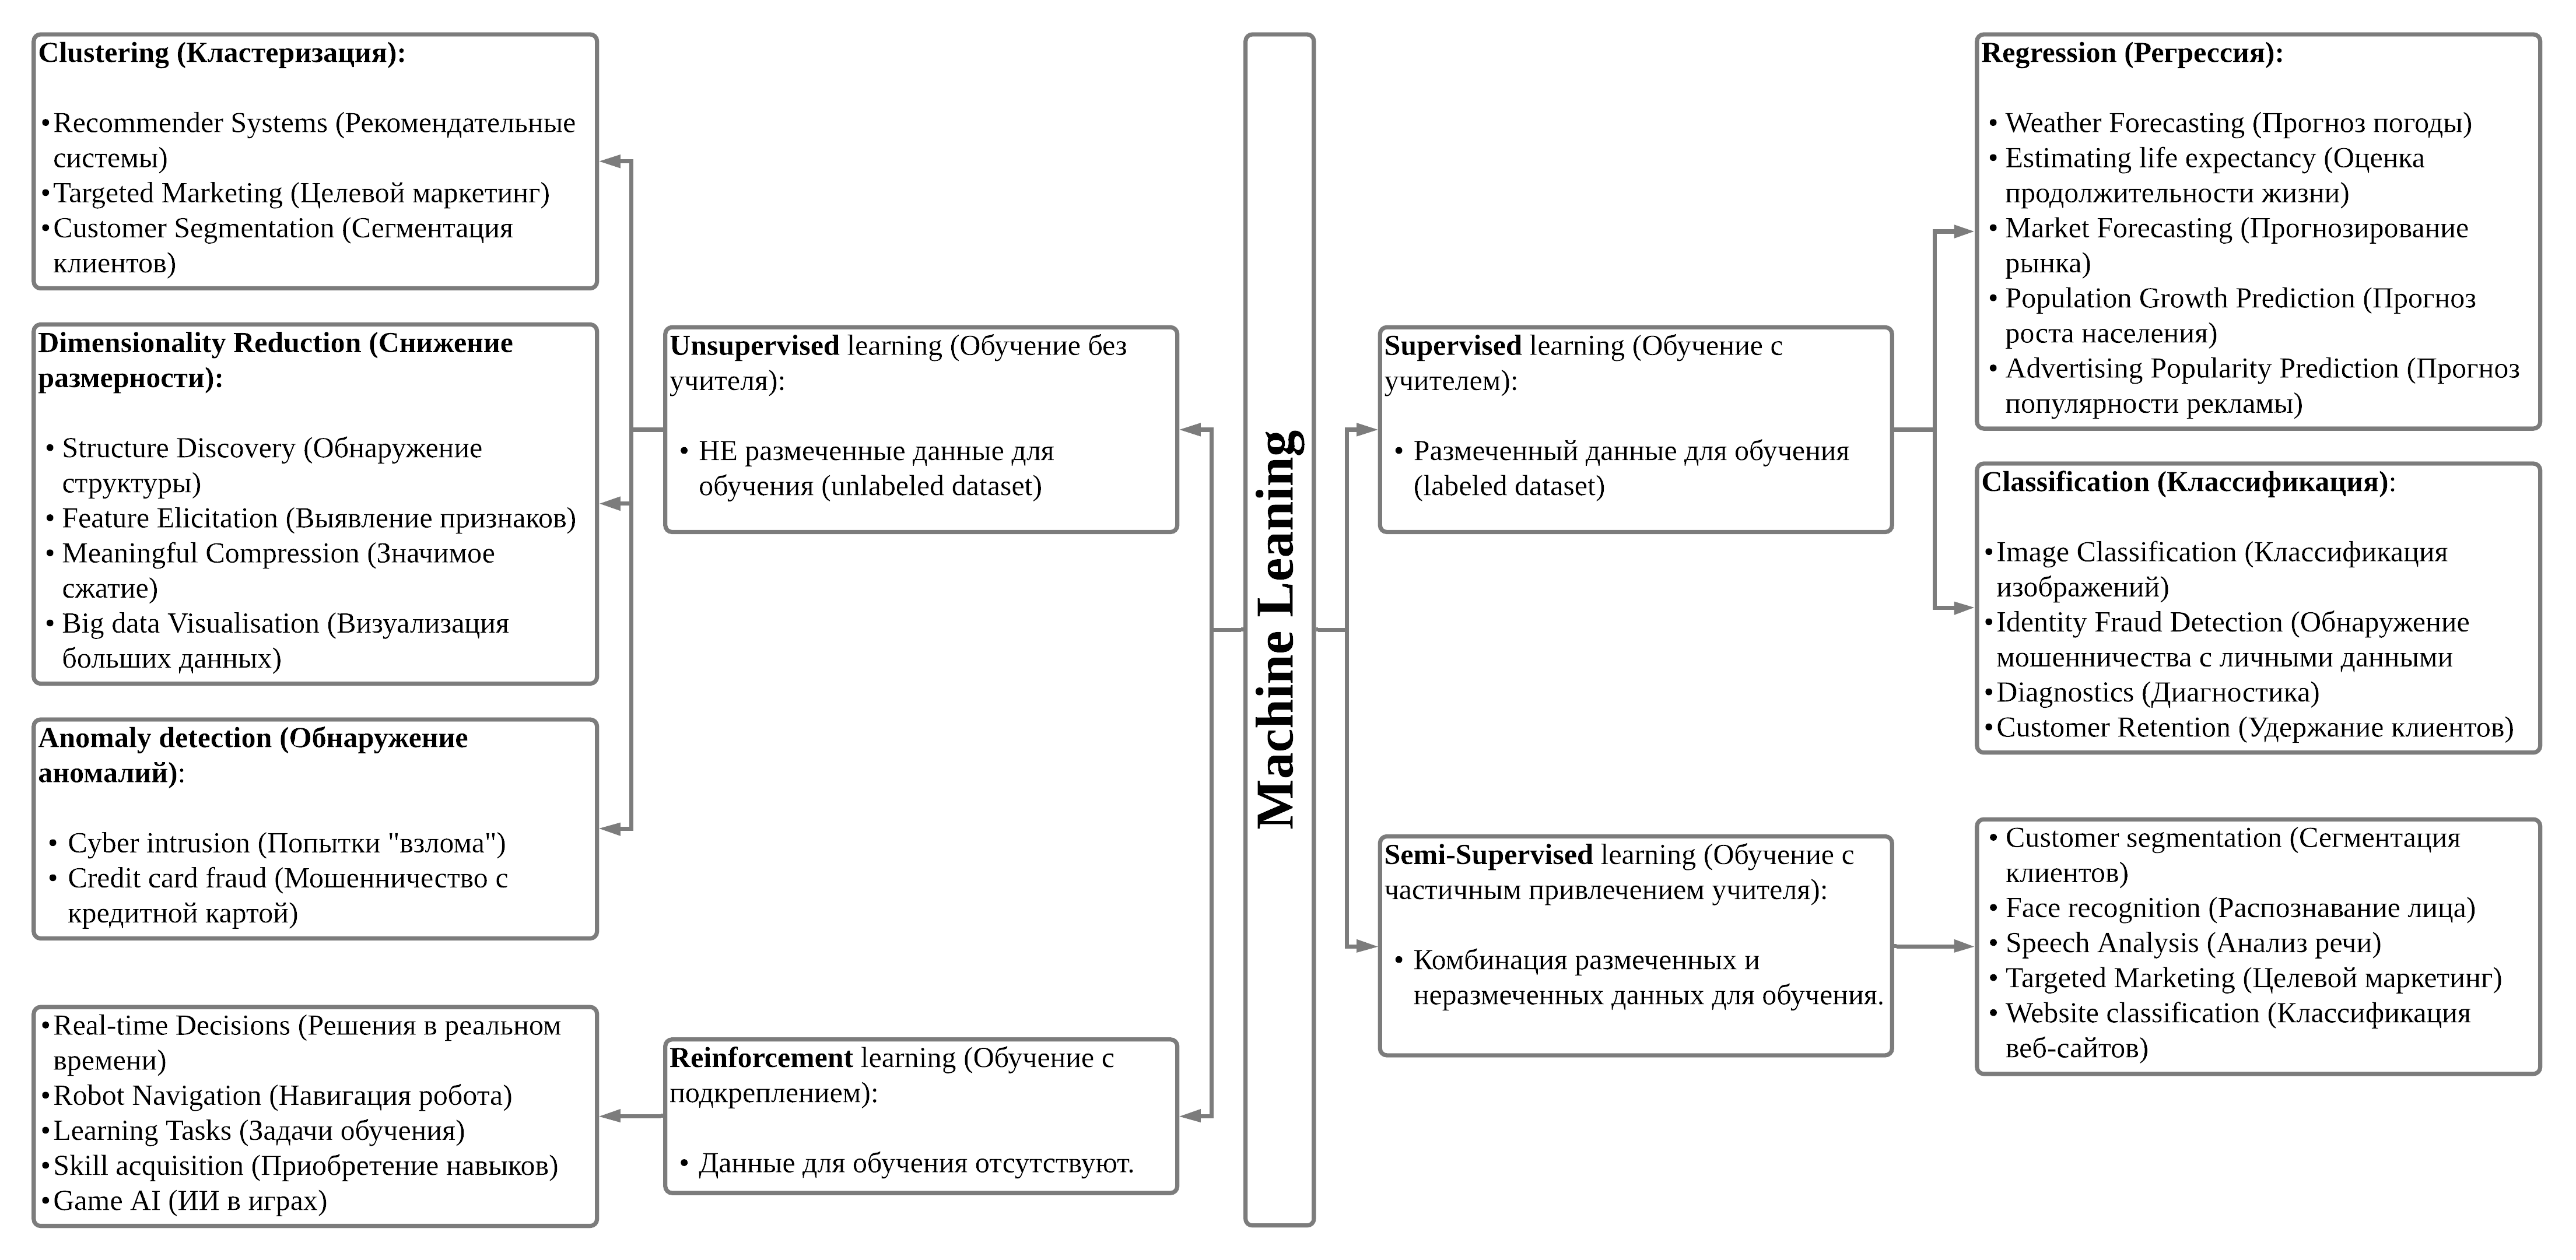 Clustering (Кластеризация):
•Recommender Systems (Рекомендательные
системы)
•Targeted Marketing (Целевой маркетинг)
•Customer Segmentation (Сегментация
клиентов)
Dimensionality Reduction (Снижение
размерности):
• Structure Discovery (Обнаружение
структуры)
• Feature Elicitation (Выявление признаков)
• Meaningful Compression (Значимое
сжатие)
• Big data Visualisation (Визуализация
больших данных)
Anomaly detection (Обнаружение
аномалий):
• Cyber intrusion (Попытки "взлома")
• Credit card fraud (Мошенничество с
кредитной картой)
•Real-time Decisions (Решения в реальном
времени)
•Robot Navigation (Навигация робота)
•Learning Tasks (Задачи обучения)
•Skill acquisition (Приобретение навыков)
•Game AI (ИИ в играх)
Unsupervised learning (Обучение без
учителя):
• НЕ размеченные данные для
обучения (unlabeled dataset)
Reinforcement learning (Обучение с
подкреплением):
• Данные для обучения отсутствуют.
Machine Leaning
Supervised learning (Обучение с
учителем):
• Размеченный данные для обучения
(labeled dataset)
Semi-Supervised learning (Обучение с
частичным привлечением учителя):
• Комбинация размеченных и
неразмеченных данных для обучения.
Regression (Регрессия):
• Weather Forecasting (Прогноз погоды)
• Estimating life expectancy (Оценка
продолжительности жизни)
• Market Forecasting (Прогнозирование
рынка)
• Population Growth Prediction (Прогноз
роста населения)
• Advertising Popularity Prediction (Прогноз
популярности рекламы)
Classification (Классификация):
•Image Classification (Классификация
изображений)
•Identity Fraud Detection (Обнаружение
мошенничества с личными данными
•Diagnostics (Диагностика)
•Customer Retention (Удержание клиентов)
• Customer segmentation (Сегментация
клиентов)
• Face recognition (Распознавание лица)
• Speech Analysis (Анализ речи)
• Targeted Marketing (Целевой маркетинг)
• Website classification (Классификация
веб-сайтов)